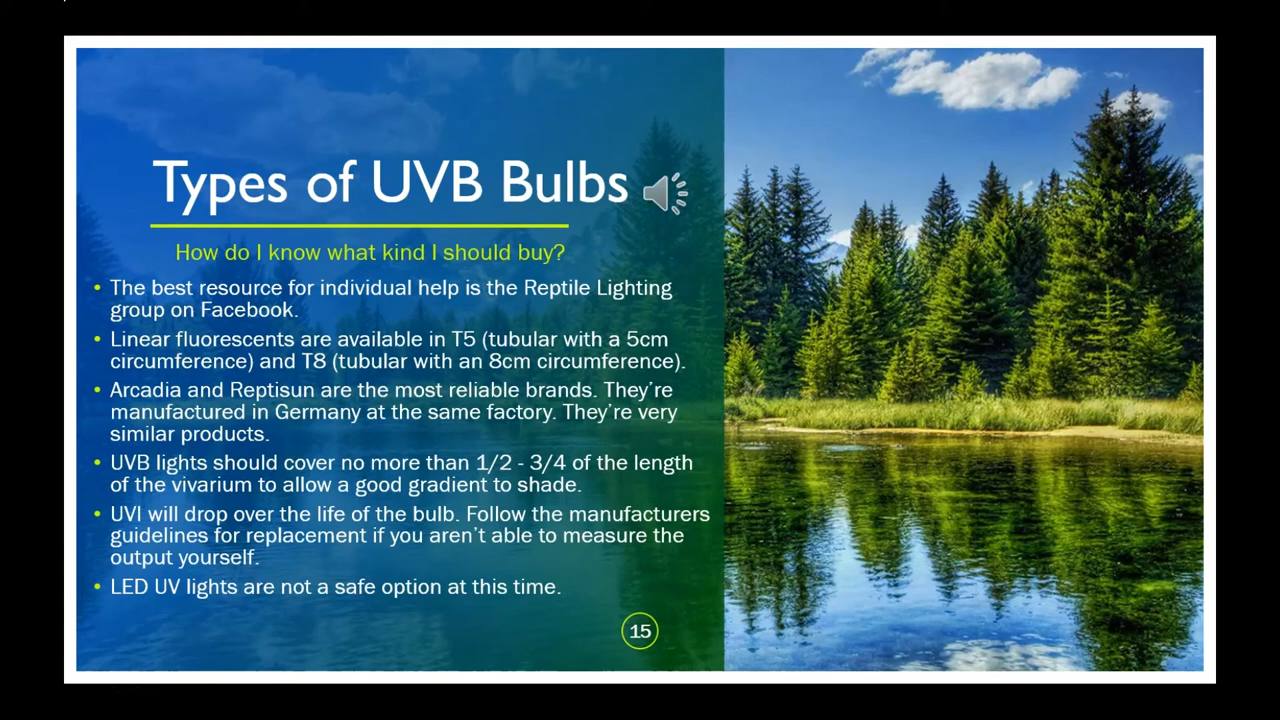 Types of UVB Bulbs
How do I know what kind I should buy?
• The best resource for individual help is the Reptile Lighting
group on Facebook.
• Linear fluorescents are available in T5 (tubular with a 5cm
circumference) and T8 (tubular with an 8cm circumference).
• Arcadia and Reptisun are the most reliable brands. They’re
manufactured in Germany at the same factory. They’re very
similar products.
• UVB lights should cover no more than 1/2 - 3/4 of the length
of the vivarium to allow a good gradient to shade.
• UVI will drop over the life of the bulb. Follow the manufacturers
guidelines for replacement if you aren’t able to measure the
output yourself.
• LED UV lights are not a safe option at this time.
15